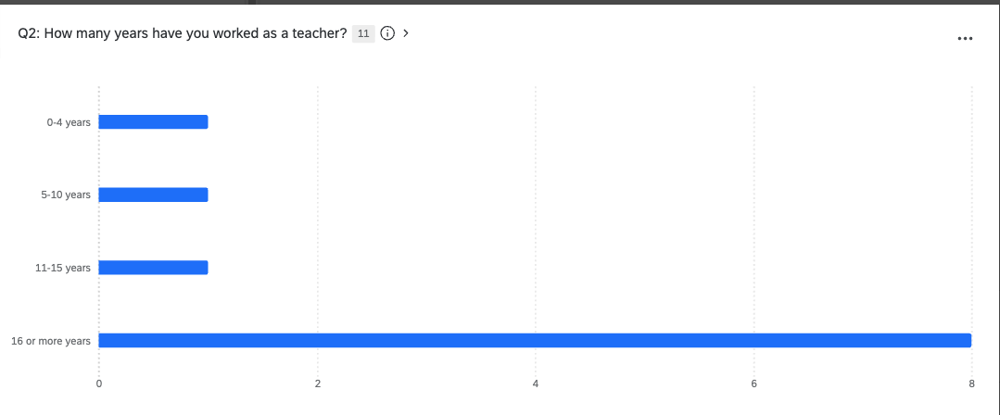 Q2: How many years have you worked as a teacher? 11
0-4 years
5-10 years
11-15 years
16 or more years
0 2 4 6 8